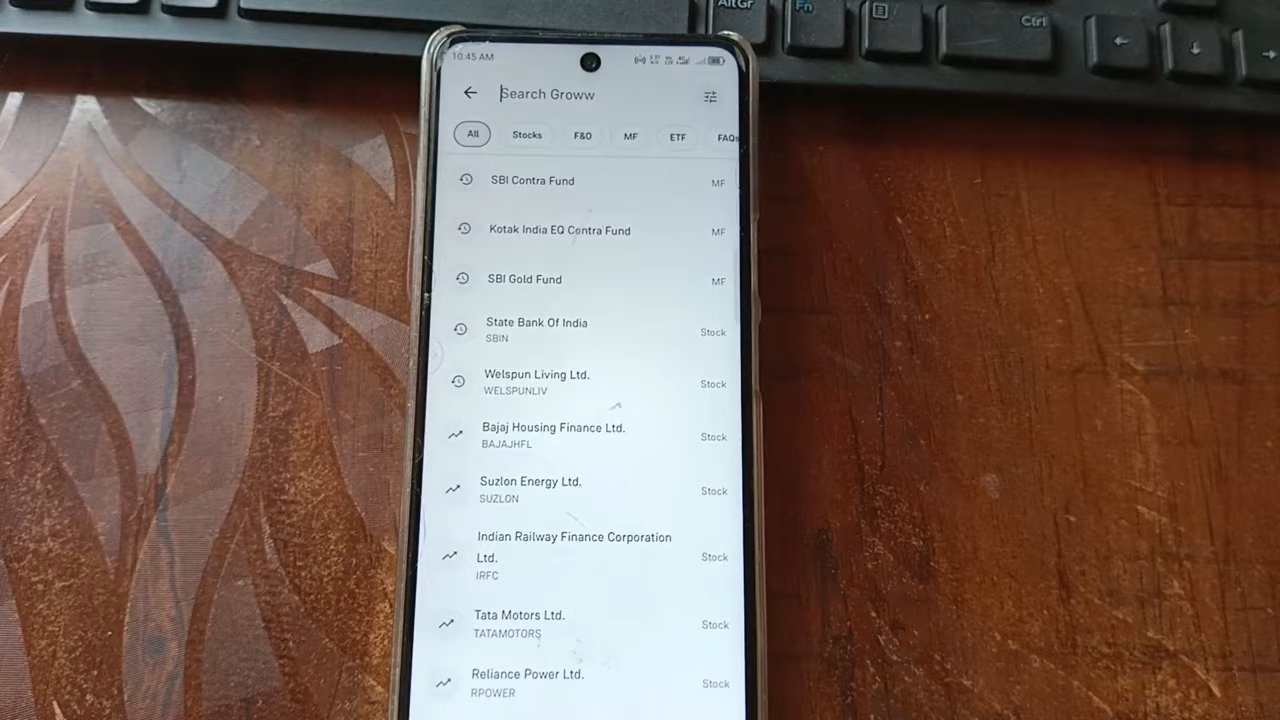 AltGr
Fn
Ctrl
10:45 AM
Search Groww
All
Stocks
F&O
MF
ETF
FAQs
SBI Contra Fund
MF
Kotak India EQ Contra Fund
MF
SBI Gold Fund
MF
State Bank Of India
SBIN
Stock
Welspun Living Ltd.
WELSPUNLIV
Stock
Bajaj Housing Finance Ltd.
BAJAJHFL
Stock
Suzlon Energy Ltd.
SUZLON
Stock
Indian Railway Finance Corporation
Ltd.
IRFC
Stock
Tata Motors Ltd.
TATAMOTORS
Stock
Reliance Power Ltd.
RPOWER
Stock